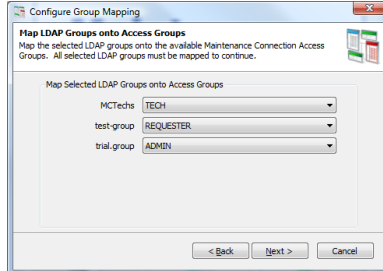 Configure Group Mapping
Map LDAP Groups onto Access Groups
Map the selected LDAP groups onto the available Maintenance Connection Access
Groups. All selected LDAP groups must be mapped to continue.
Map Selected LDAP Groups onto Access Groups
MCTechs TECH
test-group REQUESTER
trial.group ADMIN
< Back Next > Cancel